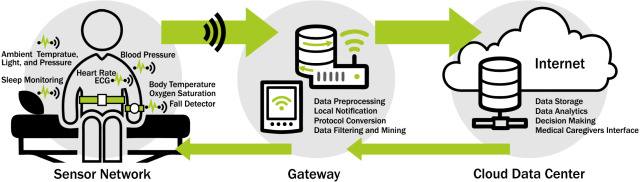 Ambient Tempratue,
Light, and Pressure
Blood Pressure
Sleep Monitoring
Heart Rate
ECG
Body Temperature
Oxygen Saturation
Fall Detector
Sensor Network
Data Preprocessing
Local Notification
Protocol Conversion
Data Filtering and Mining
Gateway
Internet
Data Storage
Data Analytics
Decision Making
Medical Caregivers Interface
Cloud Data Center